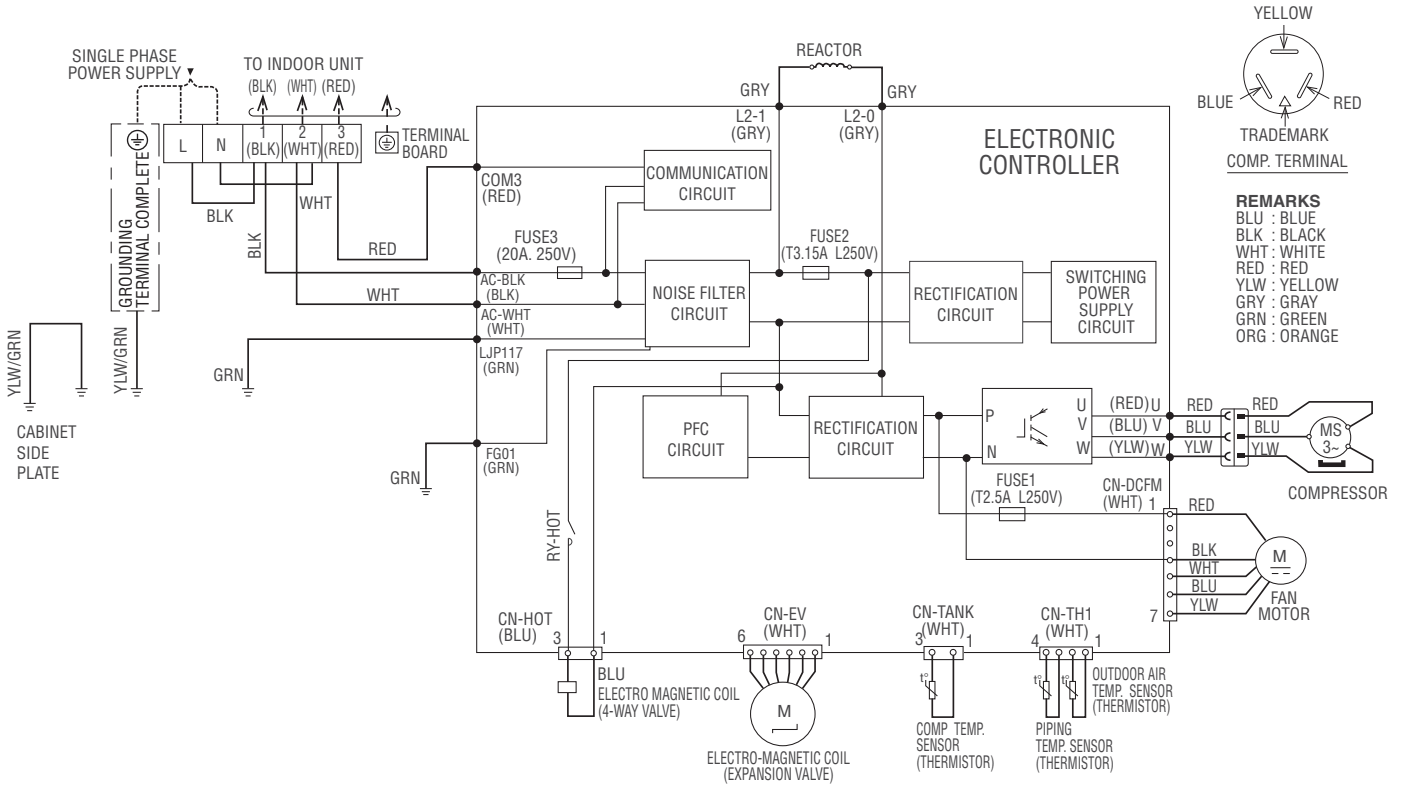 SINGLE PHASE
POWER SUPPLY
TO INDOOR UNIT
(BLK) (WHT) (RED)
L
N
1
(BLK)
2
(WHT)
3
(RED)
TERMINAL
BOARD
GROUNDING
TERMINAL COMPLETE
BLK
WHT
BLK
RED
WHT
YLW/GRN
YLW/GRN
CABINET
SIDE
PLATE
GRN
GRN
REACTOR
GRY
GRY
L2-1
(GRY)
L2-0
(GRY)
ELECTRONIC
CONTROLLER
COM3
(RED)
COMMUNICATION
CIRCUIT
FUSE3
(20A. 250V)
FUSE2
(T3.15A L250V)
AC-BLK
(BLK)
AC-WHT
(WHT)
LJP117
(GRN)
FG01
(GRN)
NOISE FILTER
CIRCUIT
RECTIFICATION
CIRCUIT
SWITCHING
POWER
SUPPLY
CIRCUIT
PFC
CIRCUIT
RECTIFICATION
CIRCUIT
P
N
U
V
W
(RED) U
(BLU) V
(YLW) W
RED
BLU
YLW
RED
BLU
YLW
MS
3~
COMPRESSOR
FUSE1
(T2.5A L250V)
CN-DCFM
(WHT) 1
7
RED
BLK
WHT
BLU
YLW
M
FAN
MOTOR
RY-HOT
CN-HOT
(BLU)
3
1
BLU
ELECTRO MAGNETIC COIL
(4-WAY VALVE)
CN-EV
(WHT)
6
1
M
ELECTRO-MAGNETIC COIL
(EXPANSION VALVE)
CN-TANK
(WHT)
3
1
t°
COMP TEMP.
SENSOR
(THERMISTOR)
CN-TH1
(WHT)
4
1
t°
t°
PIPING
TEMP. SENSOR
(THERMISTOR)
OUTDOOR AIR
TEMP. SENSOR
(THERMISTOR)
YELLOW
BLUE
RED
TRADEMARK
COMP. TERMINAL
REMARKS
BLU : BLUE
BLK : BLACK
WHT : WHITE
RED : RED
YLW : YELLOW
GRY : GRAY
GRN : GREEN
ORG : ORANGE